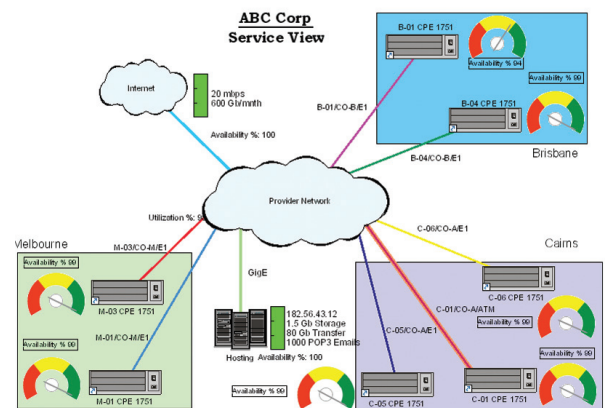 ABC Corp
Service View
Internet
20 mbps
600 Gb/mnth
Availability %: 100
B-01 CPE 1751
Availability % 94
Availability % 99
B-04 CPE 1751
Brisbane
B-01/CO-B/E1
B-04/CO-B/E1
Provider Network
Utilization %: 9
Melbourne
M-03/CO-M/E1
Availability % 99
M-03 CPE 1751
M-01/CO-M/E1
Availability % 99
M-01 CPE 1751
GigE
182.56.43.12
1.5 Gb Storage
80 Gb Transfer
1000 POP3 Emails
Hosting
Availability %: 100
Availability % 99
C-06/CO-A/E1
Cairns
C-06 CPE 1751
C-01/CO-A/ATM
C-05/CO-A/E1
Availability % 99
Availability % 99
C-05 CPE 1751
C-01 CPE 1751